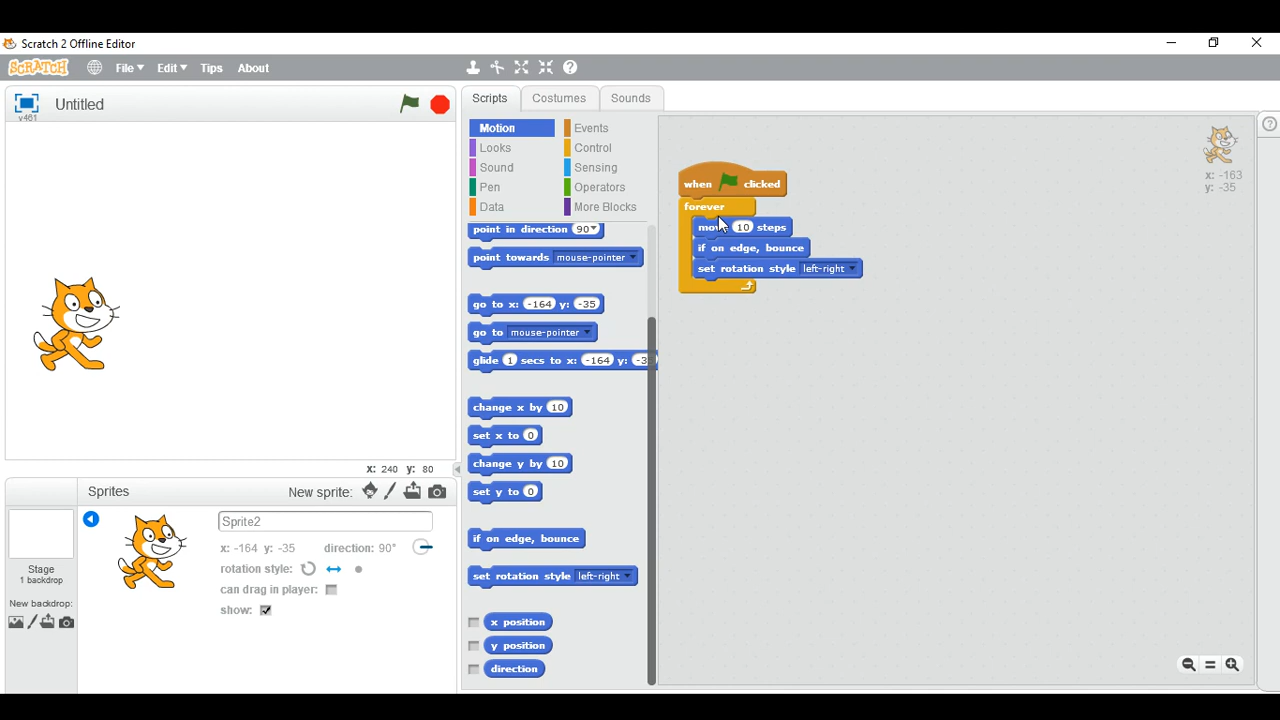 Scratch 2 Offline Editor
SCRATCH File Edit Tips About
v461 Untitled
x: 240 y: 80
Sprites New sprite:
Sprite2
x: -164 y: -35 direction: 90°
rotation style:
can drag in player:
show:
Stage
1 backdrop
New backdrop:
Scripts Costumes Sounds
Motion Events
Looks Control
Sound Sensing
Pen Operators
Data More Blocks
point in direction 90
point towards mouse-pointer
go to x: -164 y: -35
go to mouse-pointer
glide 1 secs to x: -164 y:
change x by 10
set x to 0
change y by 10
set y to 0
if on edge, bounce
set rotation style left-right
x position
y position
direction
when clicked
forever
move 10 steps
if on edge, bounce
set rotation style left-right
x: -163
y: -35